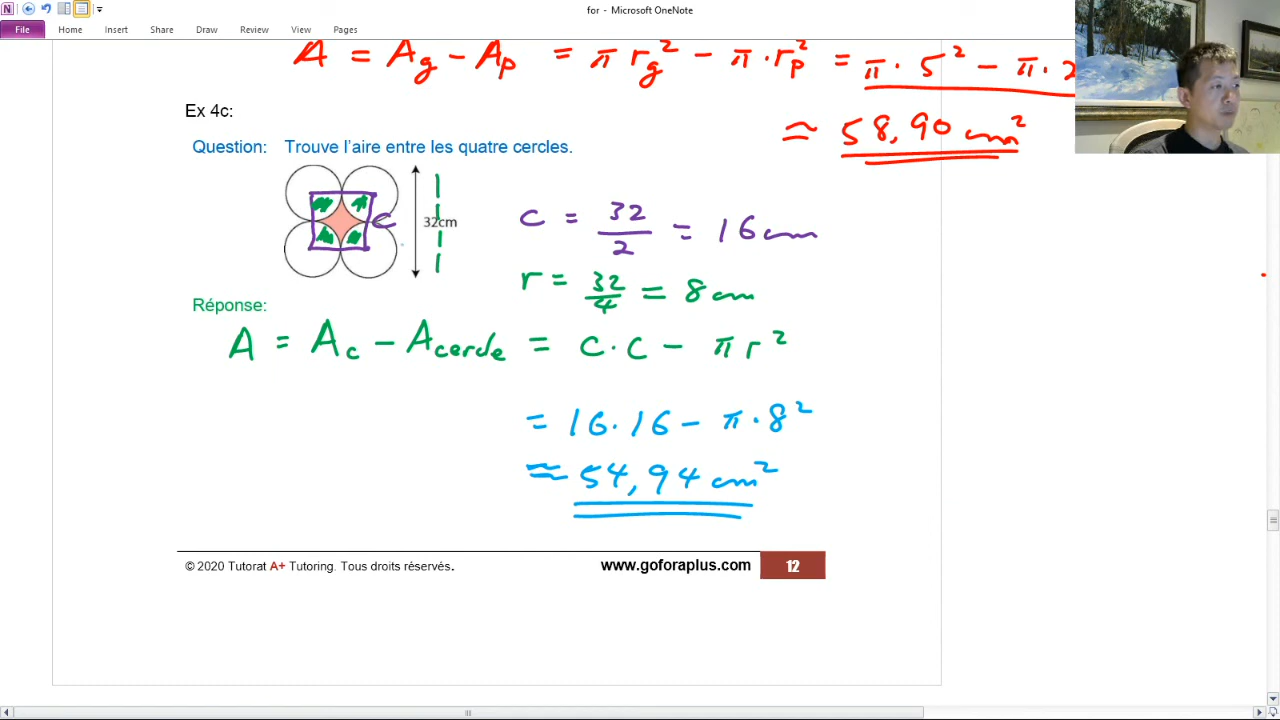 for - Microsoft OneNote
File Home Insert Share Draw Review View Pages
A = Ag - Ap = π rg² - π · rp² = π · 5² - π · 2
≈ 58,90 cm²
Ex 4c:
Question: Trouve l'aire entre les quatre cercles.
c
32cm
c = 32/2 = 16 cm
r = 32/4 = 8 cm
Réponse:
A = Ac - Acercle = c · c - π r²
= 16 · 16 - π · 8²
≈ 54,94 cm²
© 2020 Tutorat A+ Tutoring. Tous droits réservés. www.goforaplus.com 12